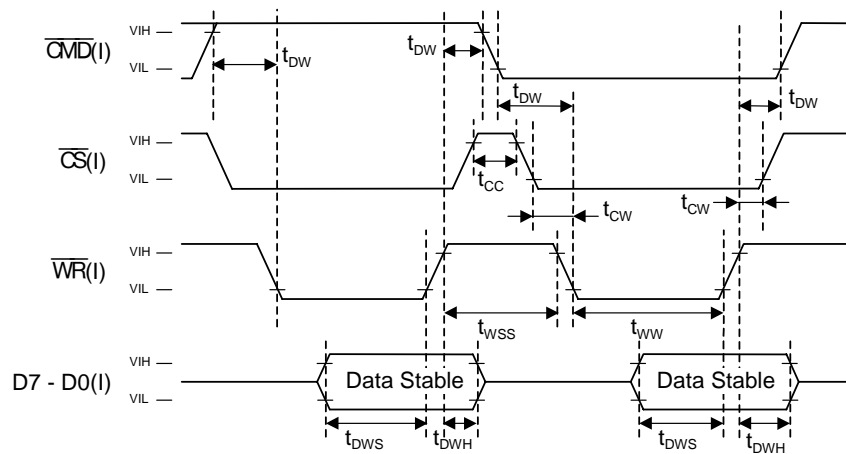 CMD(I)
VIH
VIL
tDW
tDW
tDW
tDW
CS(I)
VIH
VIL
tCC
tCW
tCW
WR(I)
VIH
VIL
tWSS
tWW
D7 - D0(I)
VIH
VIL
Data Stable
Data Stable
tDWS
tDWH
tDWS
tDWH